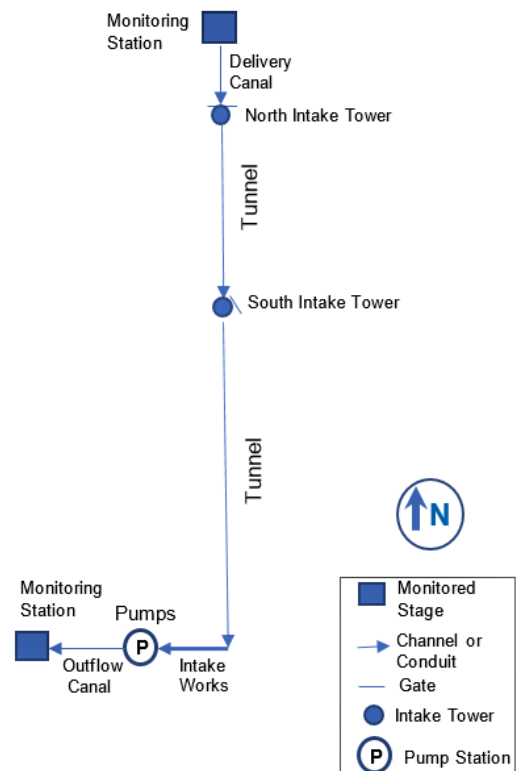 Monitoring
Station
Delivery
Canal
North Intake Tower
Tunnel
South Intake Tower
Tunnel
N
Monitoring
Station
Pumps
P
Outflow
Canal
Intake
Works
Monitored
Stage
Channel or
Conduit
Gate
Intake Tower
P
Pump Station